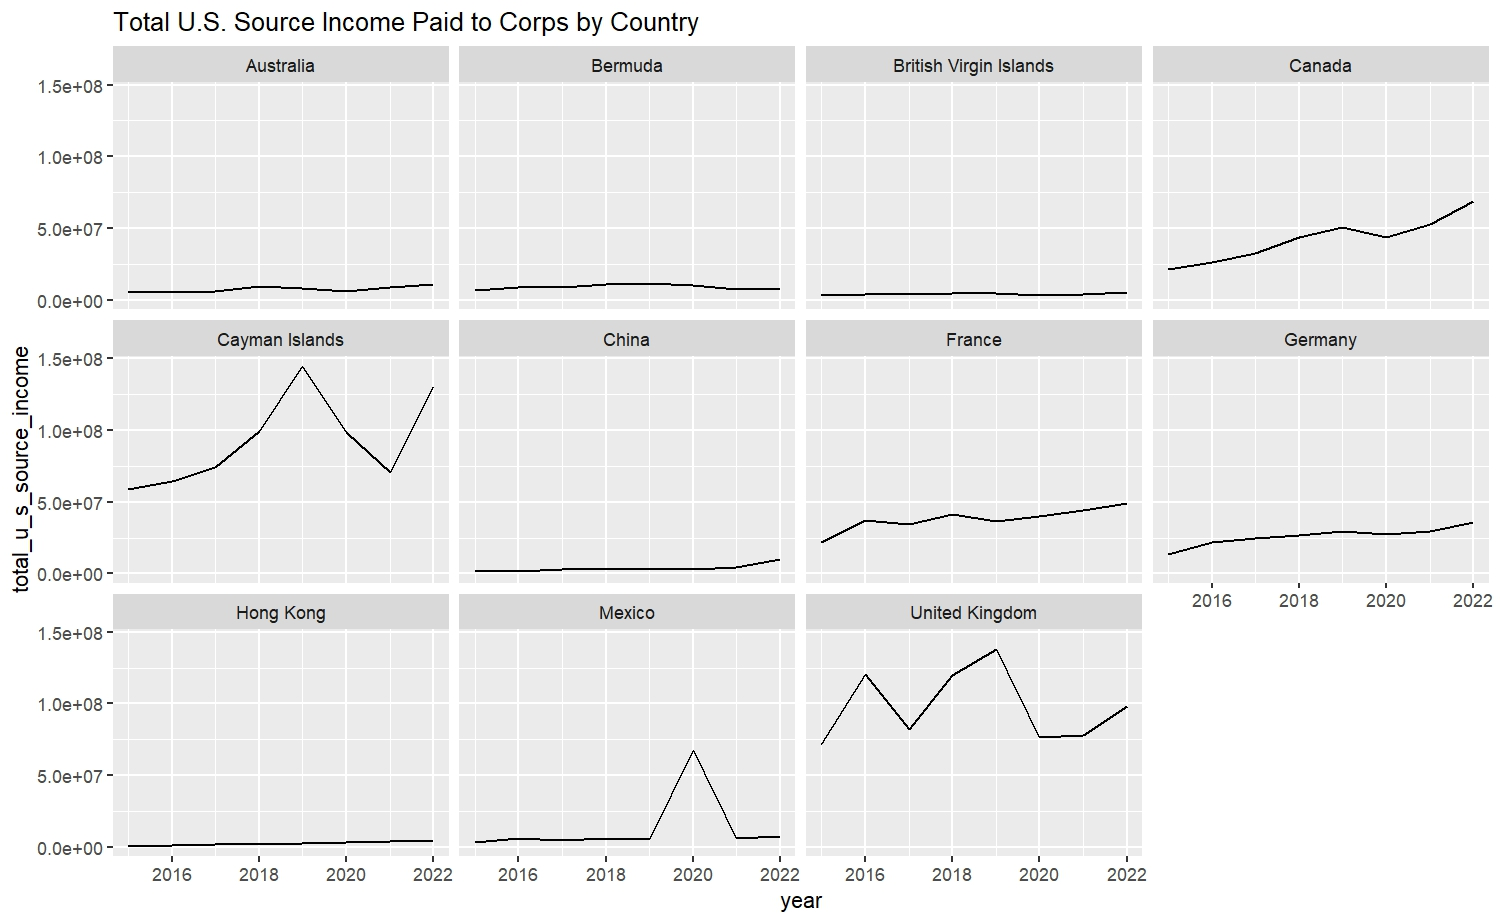 Total U.S. Source Income Paid to Corps by Country
Australia
Bermuda
British Virgin Islands
Canada
1.5e+08
1.0e+08
5.0e+07
0.0e+00
Cayman Islands
China
France
Germany
1.5e+08
1.0e+08
5.0e+07
0.0e+00
total_u_s_source_income
2016 2018 2020 2022
Hong Kong
Mexico
United Kingdom
1.5e+08
1.0e+08
5.0e+07
0.0e+00
2016 2018 2020 2022
2016 2018 2020 2022
2016 2018 2020 2022
year